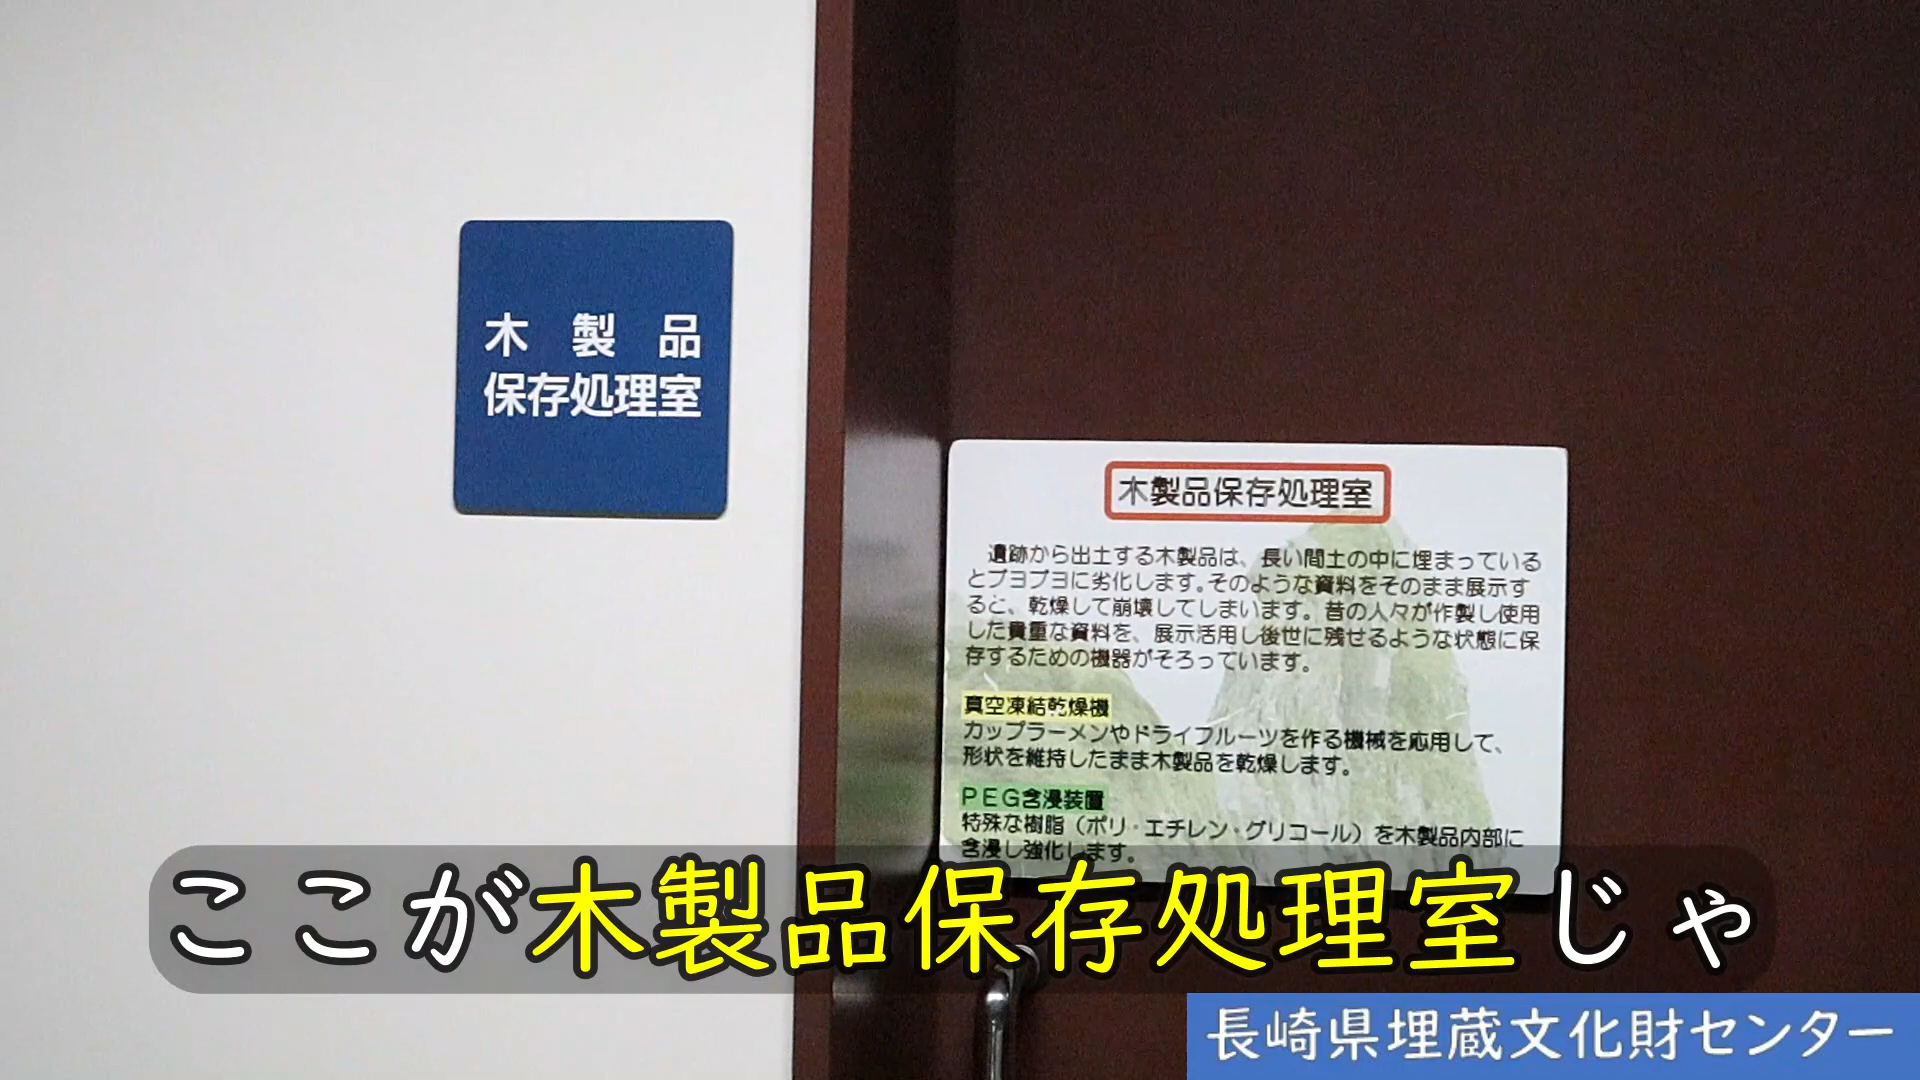 木製品
保存処理室
木製品保存処理室
遺跡から出土する木製品は、長い間土の中に埋まっている
とブヨブヨに劣化します。そのような資料をそのまま展示す
ると、乾燥して崩壊してしまいます。昔の人々が作製し使用
した貴重な資料を、展示活用し後世に残せるような状態に保
存するための機器がそろっています。
真空凍結乾燥機
カップラーメンやドライフルーツを作る機械を応用して、
形状を維持したまま木製品を乾燥します。
PEG含浸装置
特殊な樹脂（ポリ・エチレン・グリコール）を木製品内部に
含浸し強化します。
ここが木製品保存処理室じゃ
長崎県埋蔵文化財センター